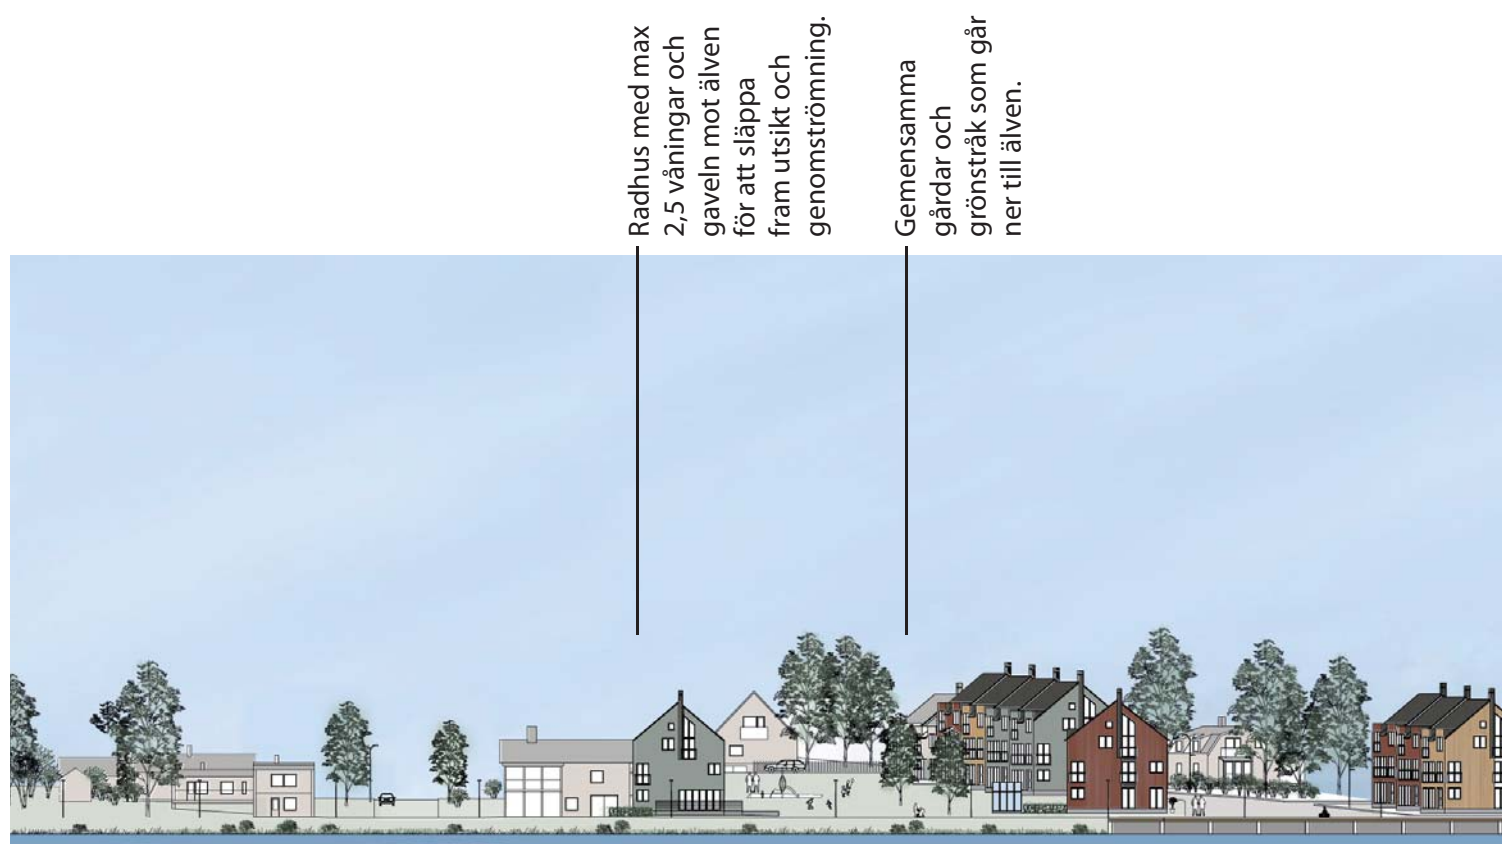 Radhus med max
2,5 våningar och
gaveln mot älven
för att släppa
fram utsikt och
genomströmning.
Gemensamma
gårdar och
grönstråk som går
ner till älven.